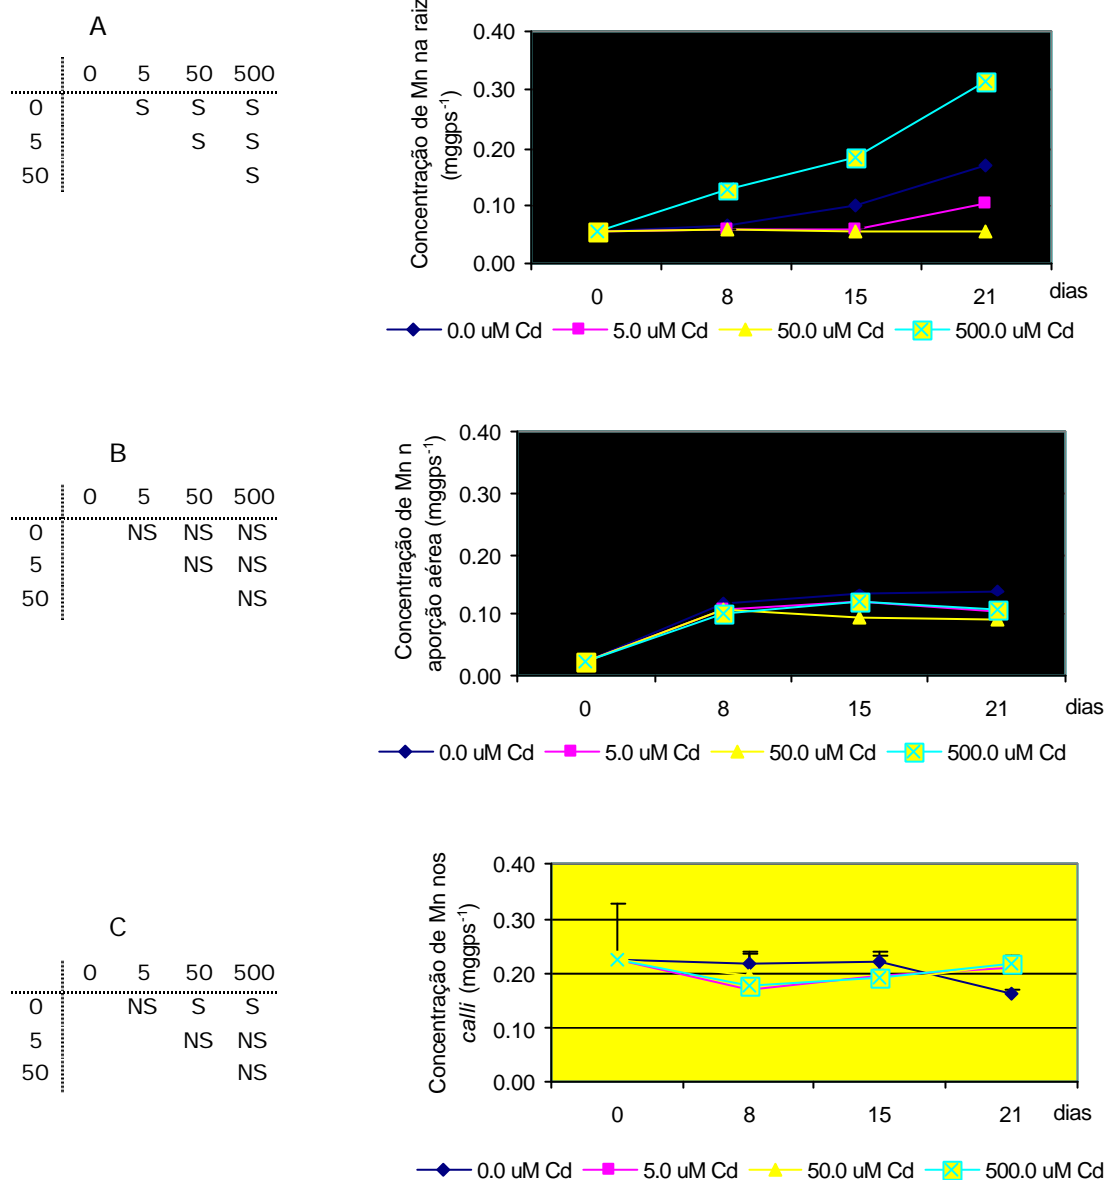 A
0 5 50 500
0 S S S
5 S S
50 S
Concentração de Mn na raiz
(mggps-1)
0.40
0.30
0.20
0.10
0.00
0 8 15 21 dias
0.0 uM Cd 5.0 uM Cd 50.0 uM Cd 500.0 uM Cd
B
0 5 50 500
0 NS NS NS
5 NS NS
50 NS
Concentração de Mn n
aporção aérea (mggps-1)
0.40
0.30
0.20
0.10
0.00
0 8 15 21 dias
0.0 uM Cd 5.0 uM Cd 50.0 uM Cd 500.0 uM Cd
C
0 5 50 500
0 NS S S
5 NS NS
50 NS
Concentração de Mn nos
calli (mggps-1)
0.40
0.30
0.20
0.10
0.00
0 8 15 21 dias
0.0 uM Cd 5.0 uM Cd 50.0 uM Cd 500.0 uM Cd